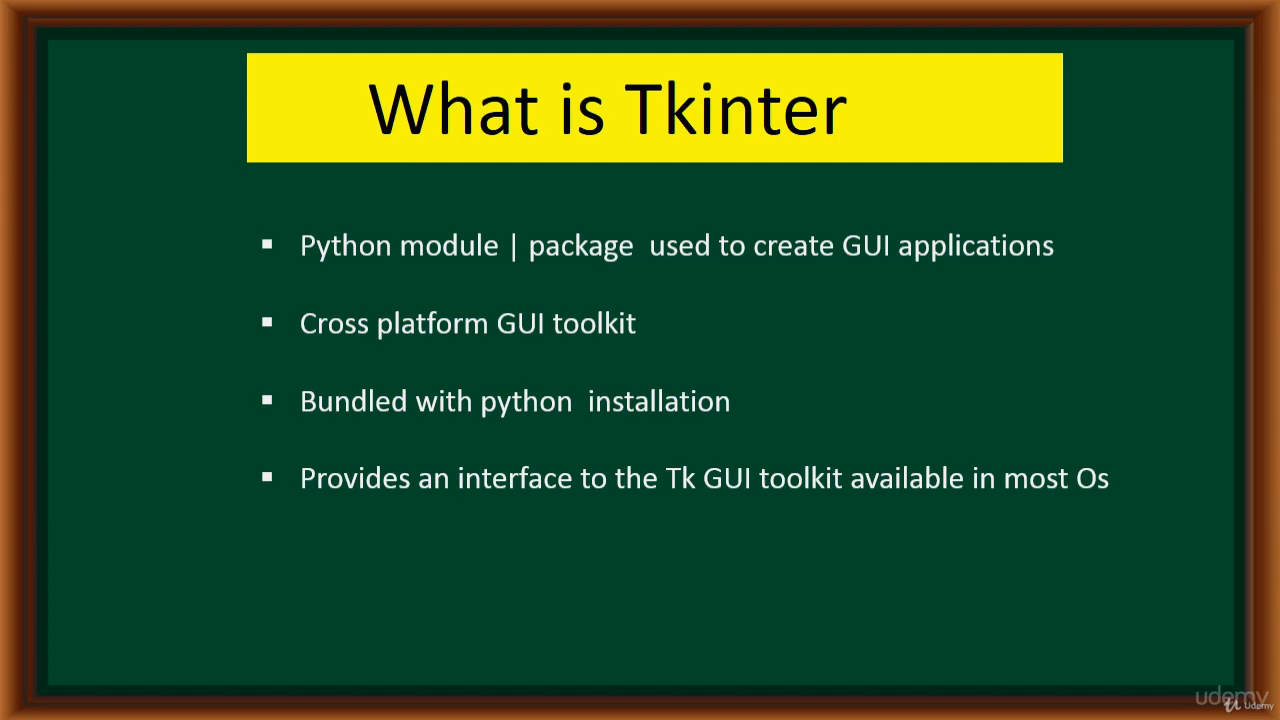 What is Tkinter
▪ Python module | package  used to create GUI applications
▪ Cross platform GUI toolkit
▪ Bundled with python  installation
▪ Provides an interface to the Tk GUI toolkit available in most Os
udemy
Udemy